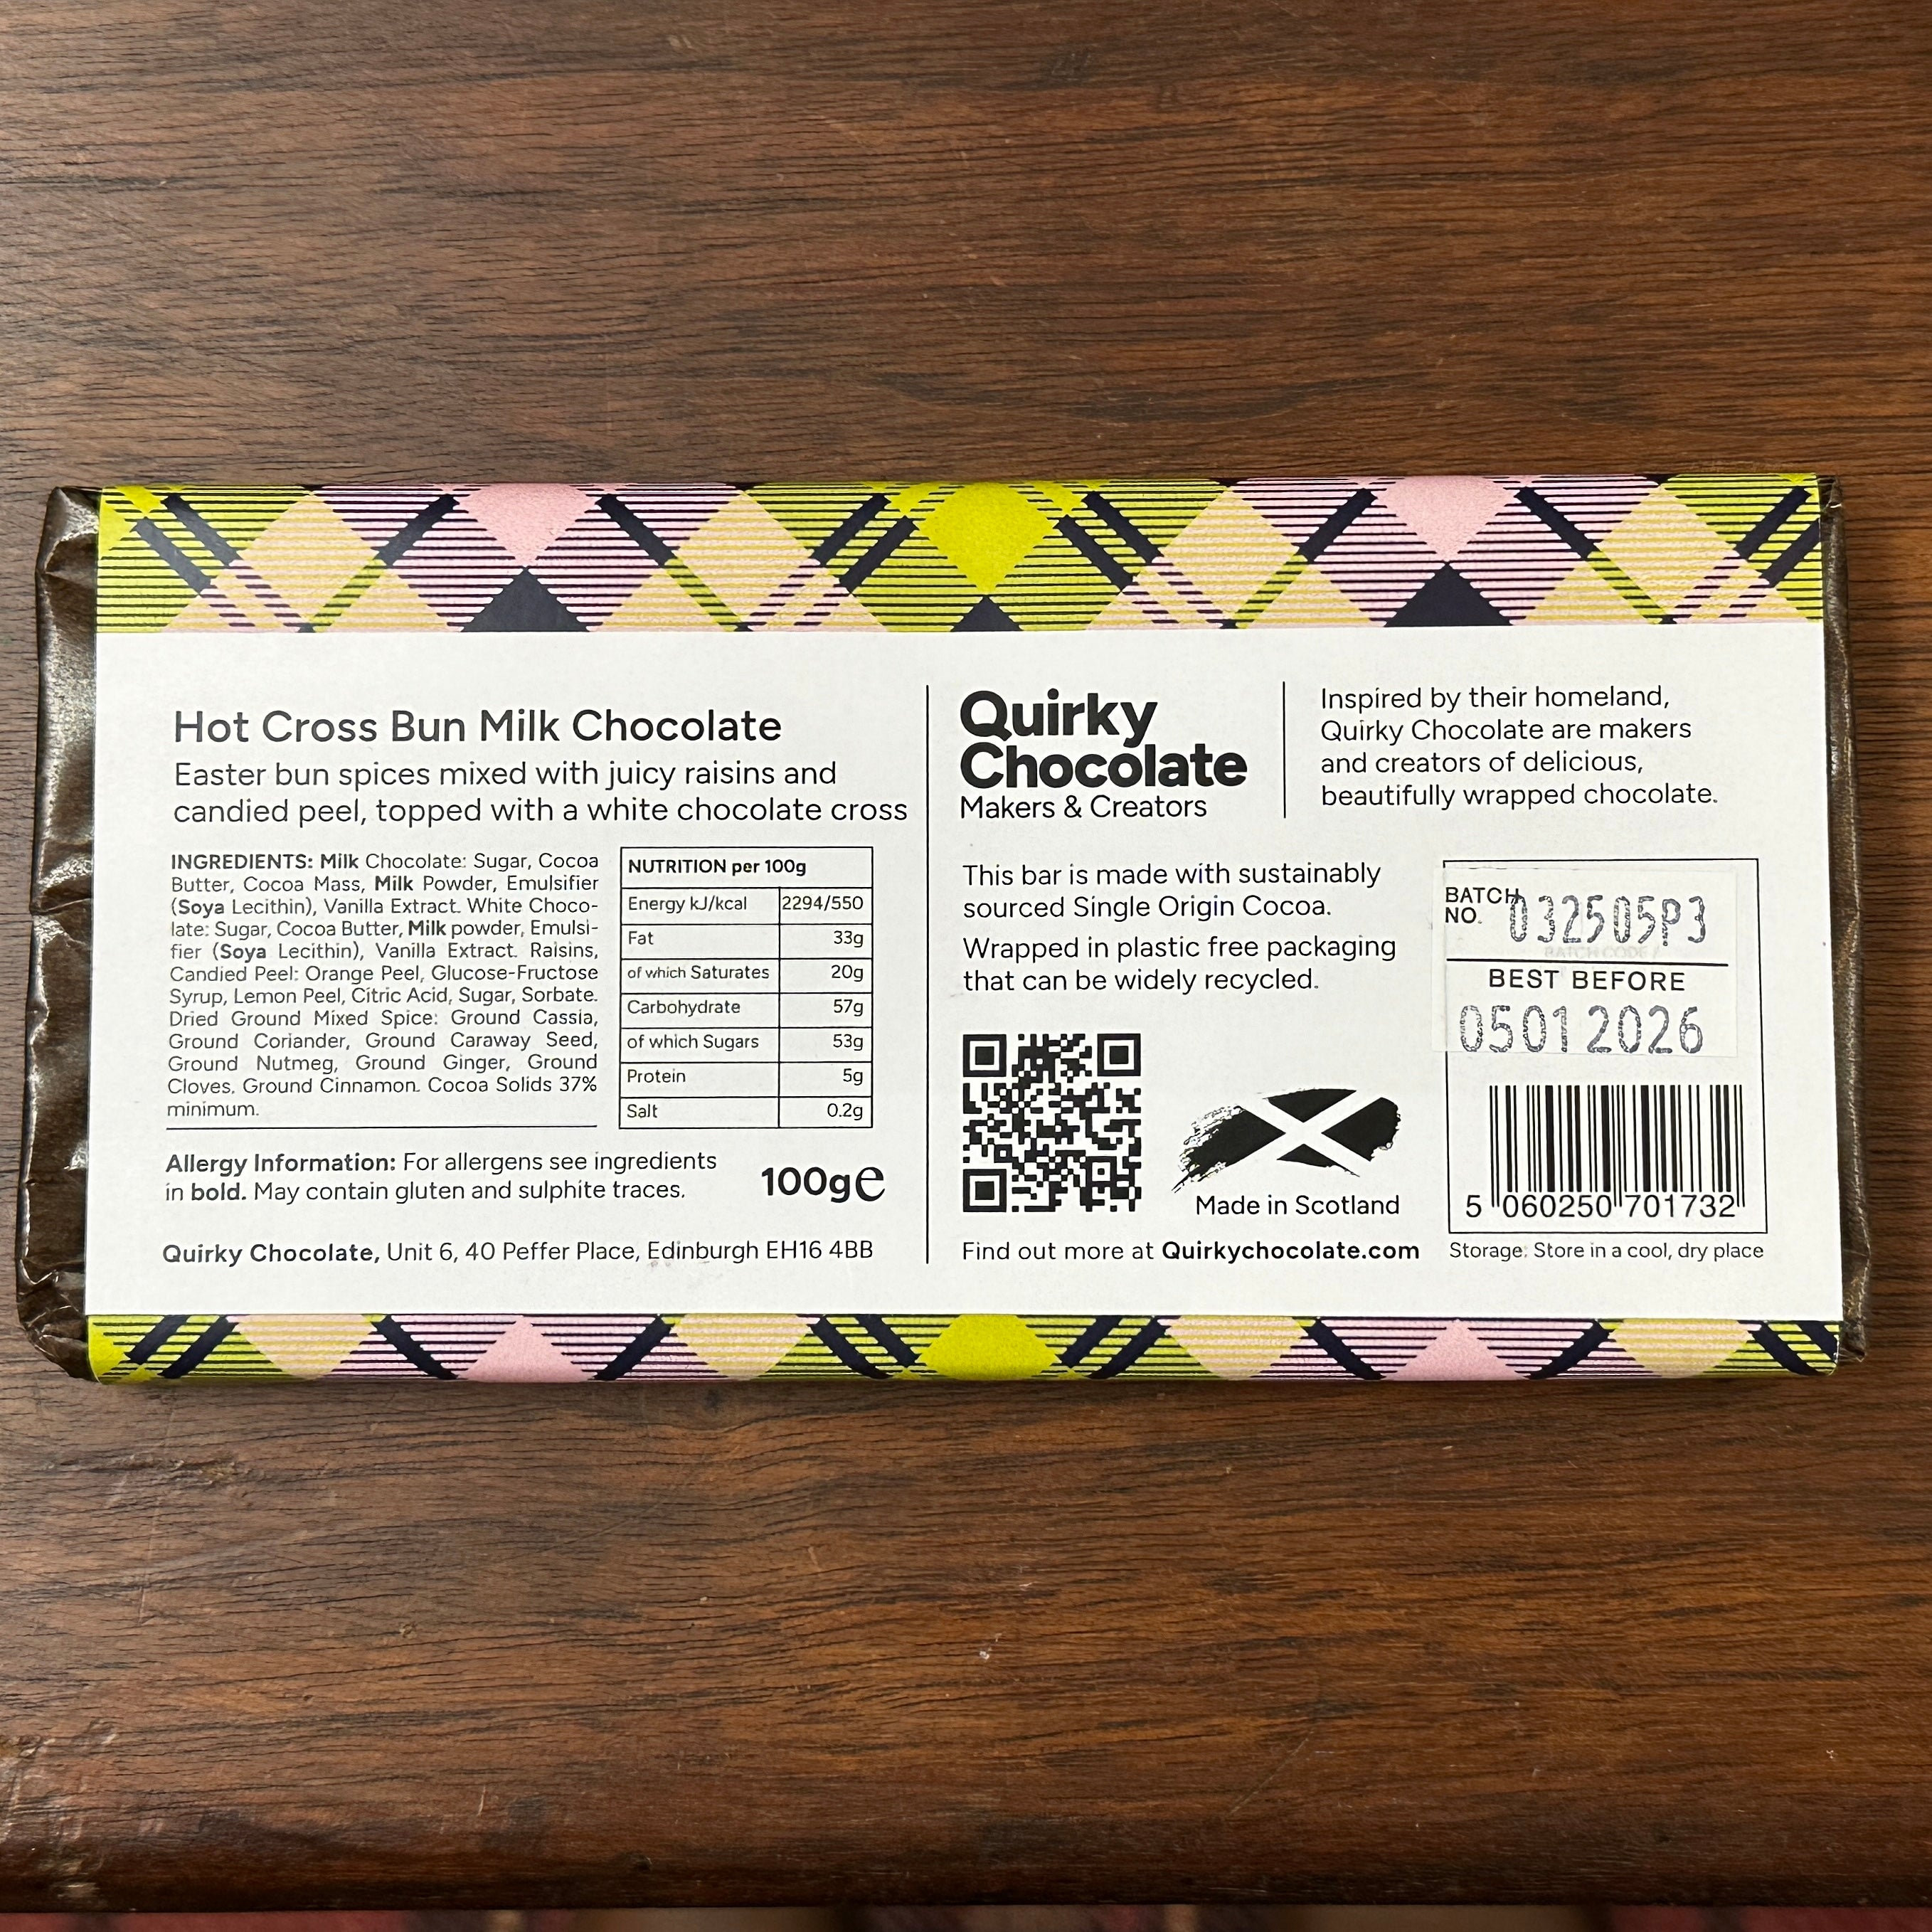 Hot Cross Bun Milk Chocolate
Easter bun spices mixed with juicy raisins and
candied peel, topped with a white chocolate cross
INGREDIENTS: Milk Chocolate: Sugar, Cocoa
Butter, Cocoa Mass, Milk Powder, Emulsifier
(Soya Lecithin), Vanilla Extract. White Choco-
late: Sugar, Cocoa Butter, Milk powder, Emulsi-
fier (Soya Lecithin), Vanilla Extract. Raisins,
Candied Peel: Orange Peel, Glucose-Fructose
Syrup, Lemon Peel, Citric Acid, Sugar, Sorbate.
Dried Ground Mixed Spice: Ground Cassia,
Ground Coriander, Ground Caraway Seed,
Ground Nutmeg, Ground Ginger, Ground
Cloves, Ground Cinnamon. Cocoa Solids 37%
minimum.
NUTRITION per 100g
Energy kJ/kcal 2294/550
Fat 33g
of which Saturates 20g
Carbohydrate 57g
of which Sugars 53g
Protein 5g
Salt 0.2g
Allergy Information: For allergens see ingredients
in bold. May contain gluten and sulphite traces.
100g℮
Quirky Chocolate, Unit 6, 40 Peffer Place, Edinburgh EH16 4BB
Quirky
Chocolate
Makers & Creators
Inspired by their homeland,
Quirky Chocolate are makers
and creators of delicious,
beautifully wrapped chocolate.
This bar is made with sustainably
sourced Single Origin Cocoa.
Wrapped in plastic free packaging
that can be widely recycled.
Made in Scotland
Find out more at Quirkychocolate.com
BATCH
NO. 032505P3
BATCH CODE /
BEST BEFORE
05012026
5 060250 701732
Storage: Store in a cool, dry place